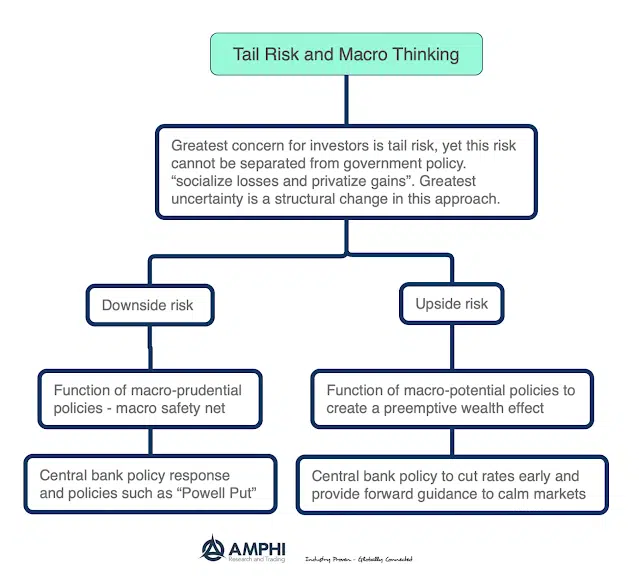 Tail Risk and Macro Thinking
Greatest concern for investors is tail risk, yet this risk
cannot be separated from government policy.
“socialize losses and privatize gains”. Greatest
uncertainty is a structural change in this approach.
Downside risk
Upside risk
Function of macro-prudential
policies - macro safety net
Function of macro-potential policies to
create a preemptive wealth effect
Central bank policy response
and policies such as “Powell Put”
Central bank policy to cut rates early and
provide forward guidance to calm markets
AMPHI
Research and Trading
Industry Proven - Globally Connected